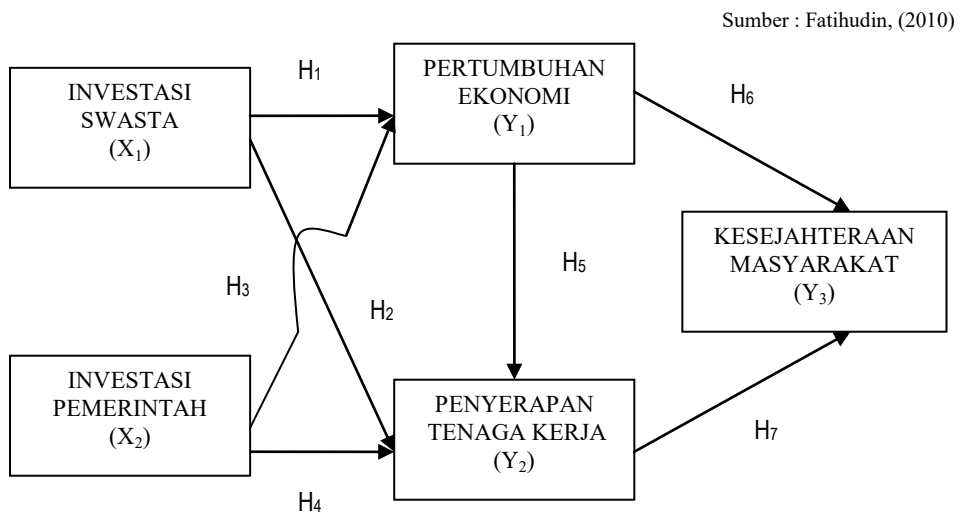 Sumber : Fatihudin, (2010)
H₁
INVESTASI
SWASTA
(X₁)
PERTUMBUHAN
EKONOMI
(Y₁)
H₆
H₃
H₂
H₅
KESEJAHTERAAN
MASYARAKAT
(Y₃)
INVESTASI
PEMERINTAH
(X₂)
H₄
PENYERAPAN
TENAGA KERJA
(Y₂)
H₇